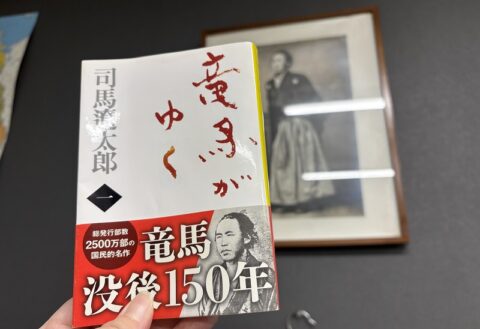 竜馬が
ゆく
司馬遼太郎
一
総発行部数
2500万部の
国民的名作
竜馬
没後150年